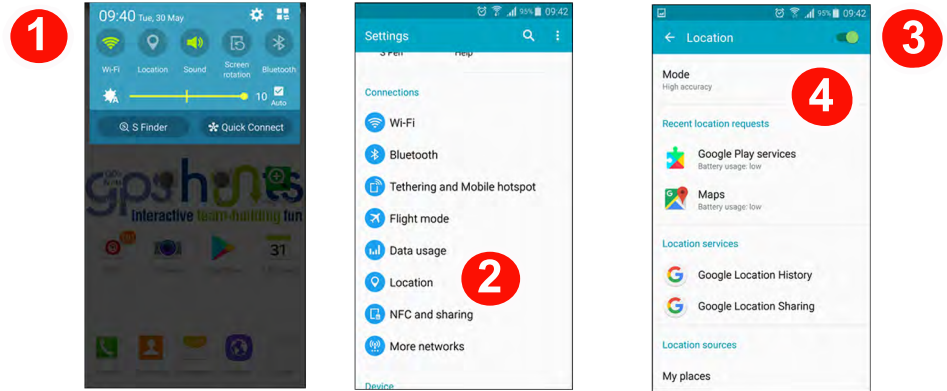 1
09:40 Tue, 30 May
Wi-Fi Location Sound Screen rotation Bluetooth
10 Auto
S Finder Quick Connect
gpshunts
Interactive team-building fun
31
09:42
95%
Settings
S Pen Help
Connections
Wi-Fi
Bluetooth
Tethering and Mobile hotspot
Flight mode
Data usage
Location
2
NFC and sharing
More networks
Device
95% 09:42
Location
3
Mode
High accuracy
4
Recent location requests
Google Play services
Battery usage: low
Maps
Battery usage: low
Location services
Google Location History
Google Location Sharing
Location sources
My places